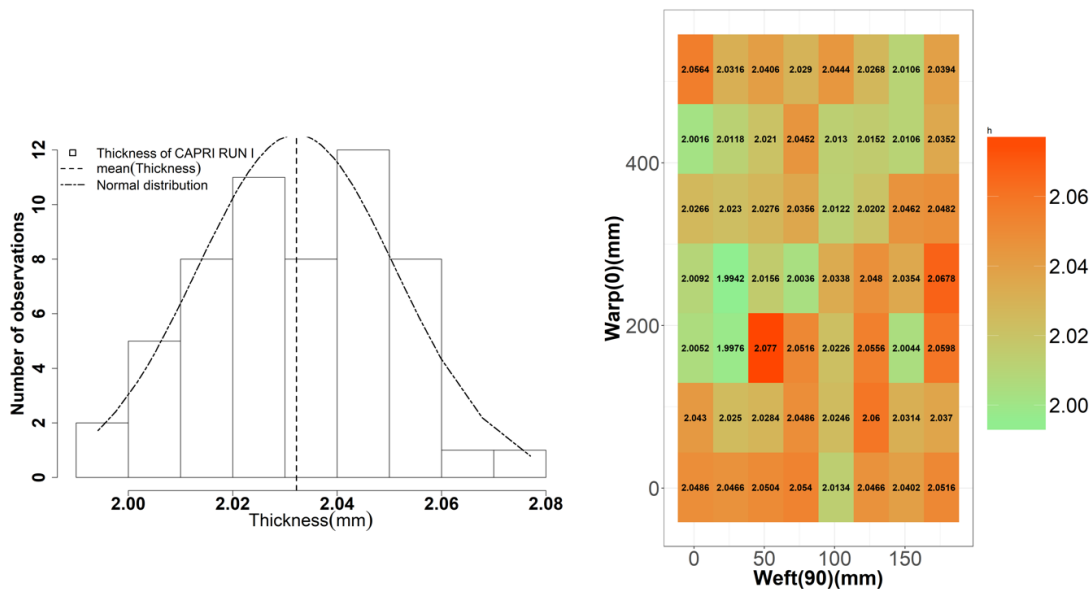 Number of observations
12
10
8
6
4
2
0
Thickness of CAPRI RUN I
mean(Thickness)
Normal distribution
2.00 2.02 2.04 2.06 2.08
Thickness(mm)
Warp(0)(mm)
400
200
0
2.0564 2.0316 2.0406 2.029 2.0444 2.0268 2.0106 2.0394
2.0016 2.0118 2.021 2.0452 2.013 2.0152 2.0106 2.0352
2.0266 2.023 2.0276 2.0356 2.0122 2.0202 2.0462 2.0482
2.0092 1.9942 2.0156 2.0036 2.0338 2.048 2.0354 2.0678
2.0052 1.9976 2.077 2.0516 2.0226 2.0556 2.0044 2.0598
2.043 2.025 2.0284 2.0486 2.0246 2.06 2.0314 2.037
2.0486 2.0466 2.0504 2.054 2.0134 2.0466 2.0402 2.0516
0 50 100 150
Weft(90)(mm)
h
2.06
2.04
2.02
2.00